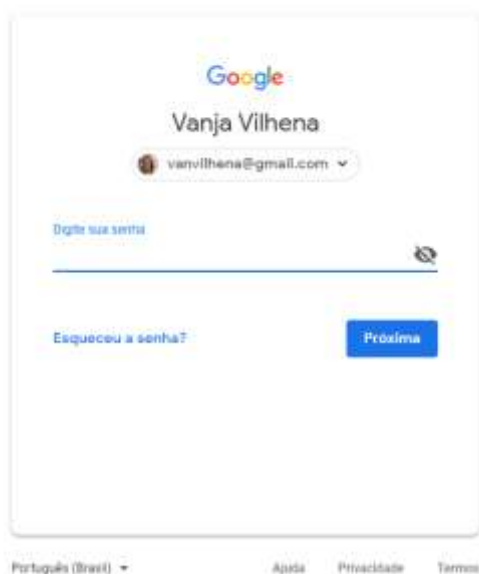 Google
Vanja Vilhena
vanvilhena@gmail.com
Digite sua senha
Esqueceu a senha?
Próxima
Português (Brasil)
Ajuda Privacidade Termos